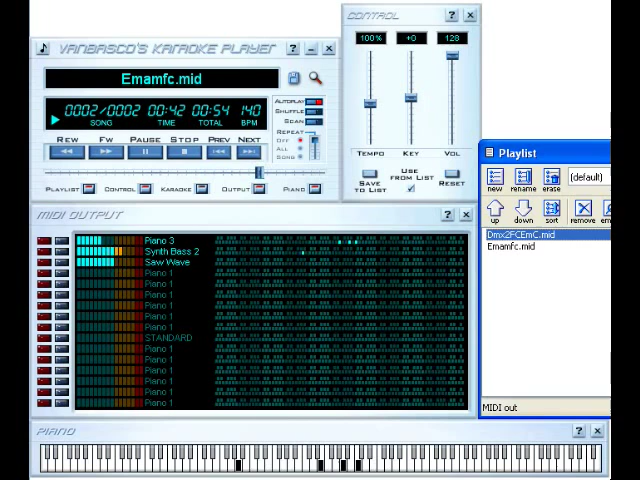 VANBASCO'S KARAOKE PLAYER
?
Emamfc.mid
0002/0002 00:42 00:54 140
SONG TIME TOTAL BPM
AUTOPLAY
SHUFFLE
SCAN
REPEAT
OFF
ALL
SONG
REW FW PAUSE STOP PREV NEXT
PLAYLIST CONTROL KARAOKE OUTPUT PIANO
CONTROL
?
100% +0 128
TEMPO KEY VOL
SAVE TO LIST
USE FROM LIST
RESET
Playlist
new rename erase (default)
up down sort remove em
Dmx2FCEmC.mid
Emamfc.mid
MIDI out
MIDI OUTPUT
?
Piano 3
Synth Bass 2
Saw Wave
Piano 1
Piano 1
Piano 1
Piano 1
Piano 1
Piano 1
STANDARD
Piano 1
Piano 1
Piano 1
Piano 1
Piano 1
Piano 1
PIANO
?